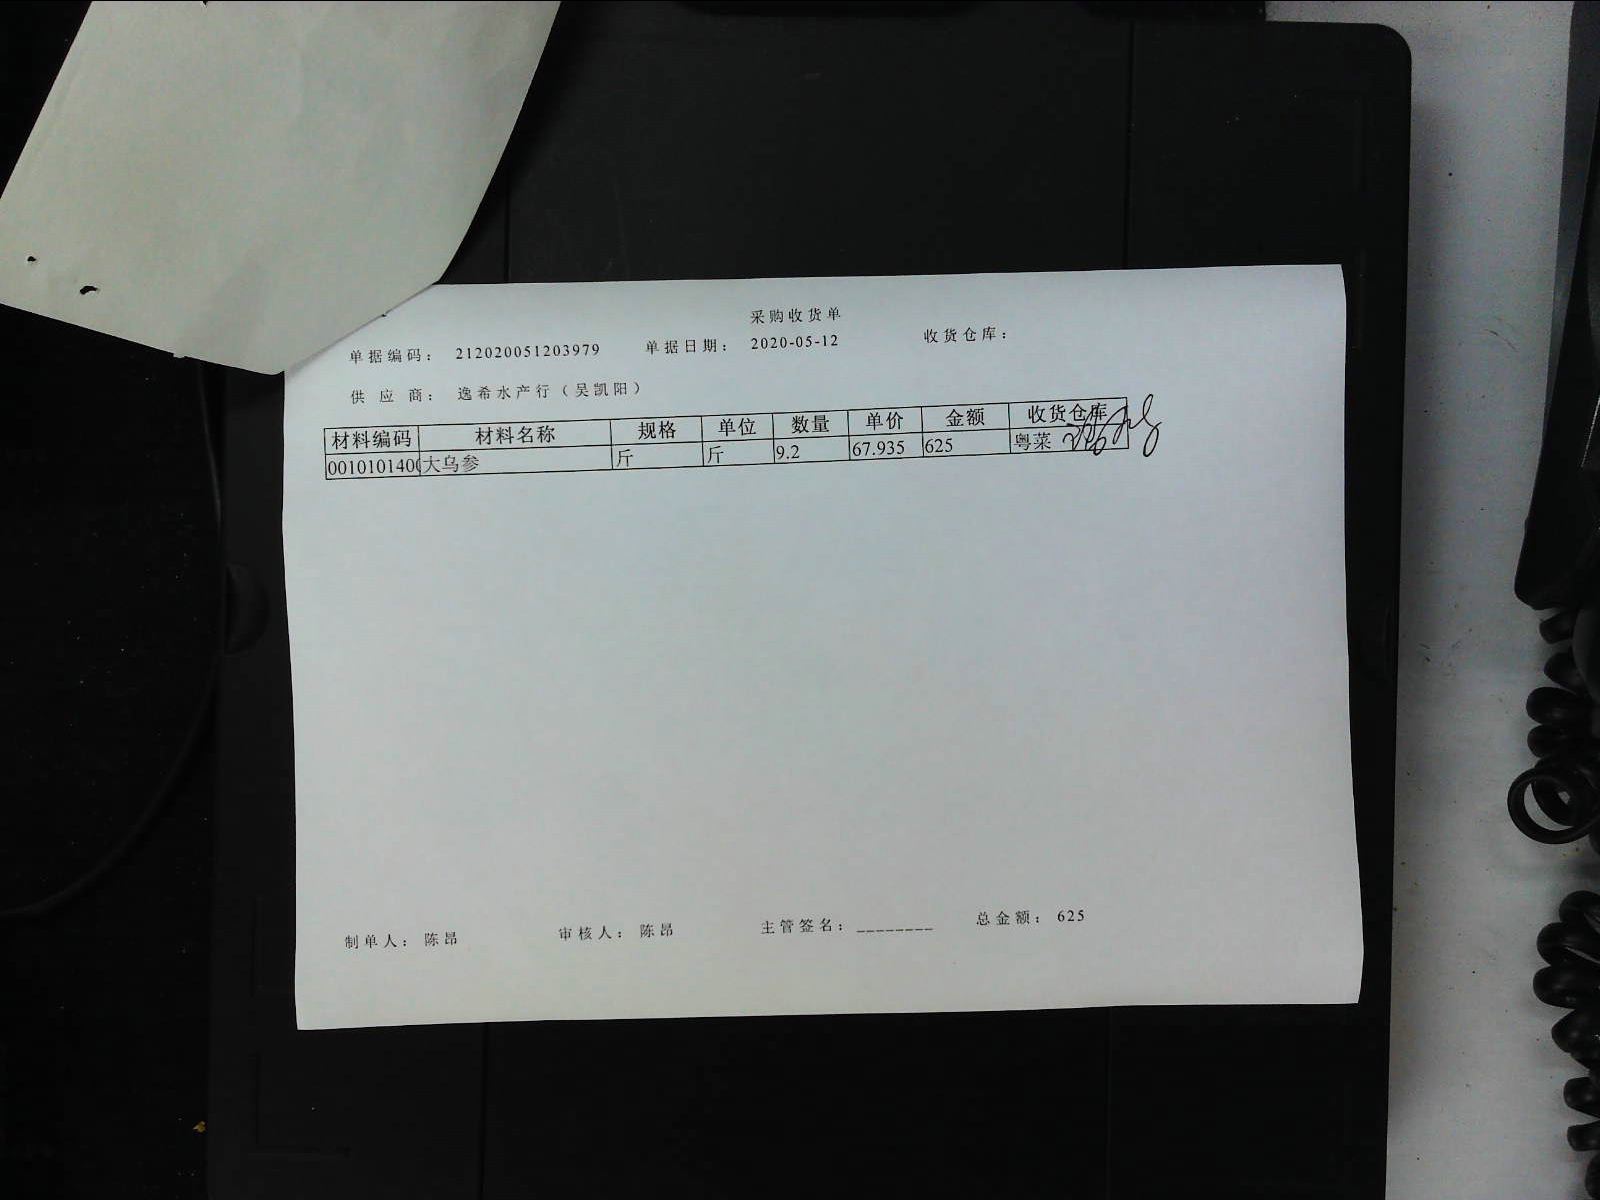 采购收货单
单据编码： 212020051203979 单据日期： 2020-05-12 收货仓库：
供应商： 逸希水产行（吴凯阳）
材料编码 材料名称 规格 单位 数量 单价 金额 收货仓库
0010101400 大乌参 斤 斤 9.2 67.935 625 粤菜
制单人： 陈昂 审核人： 陈昂 主管签名： ________ 总金额： 625